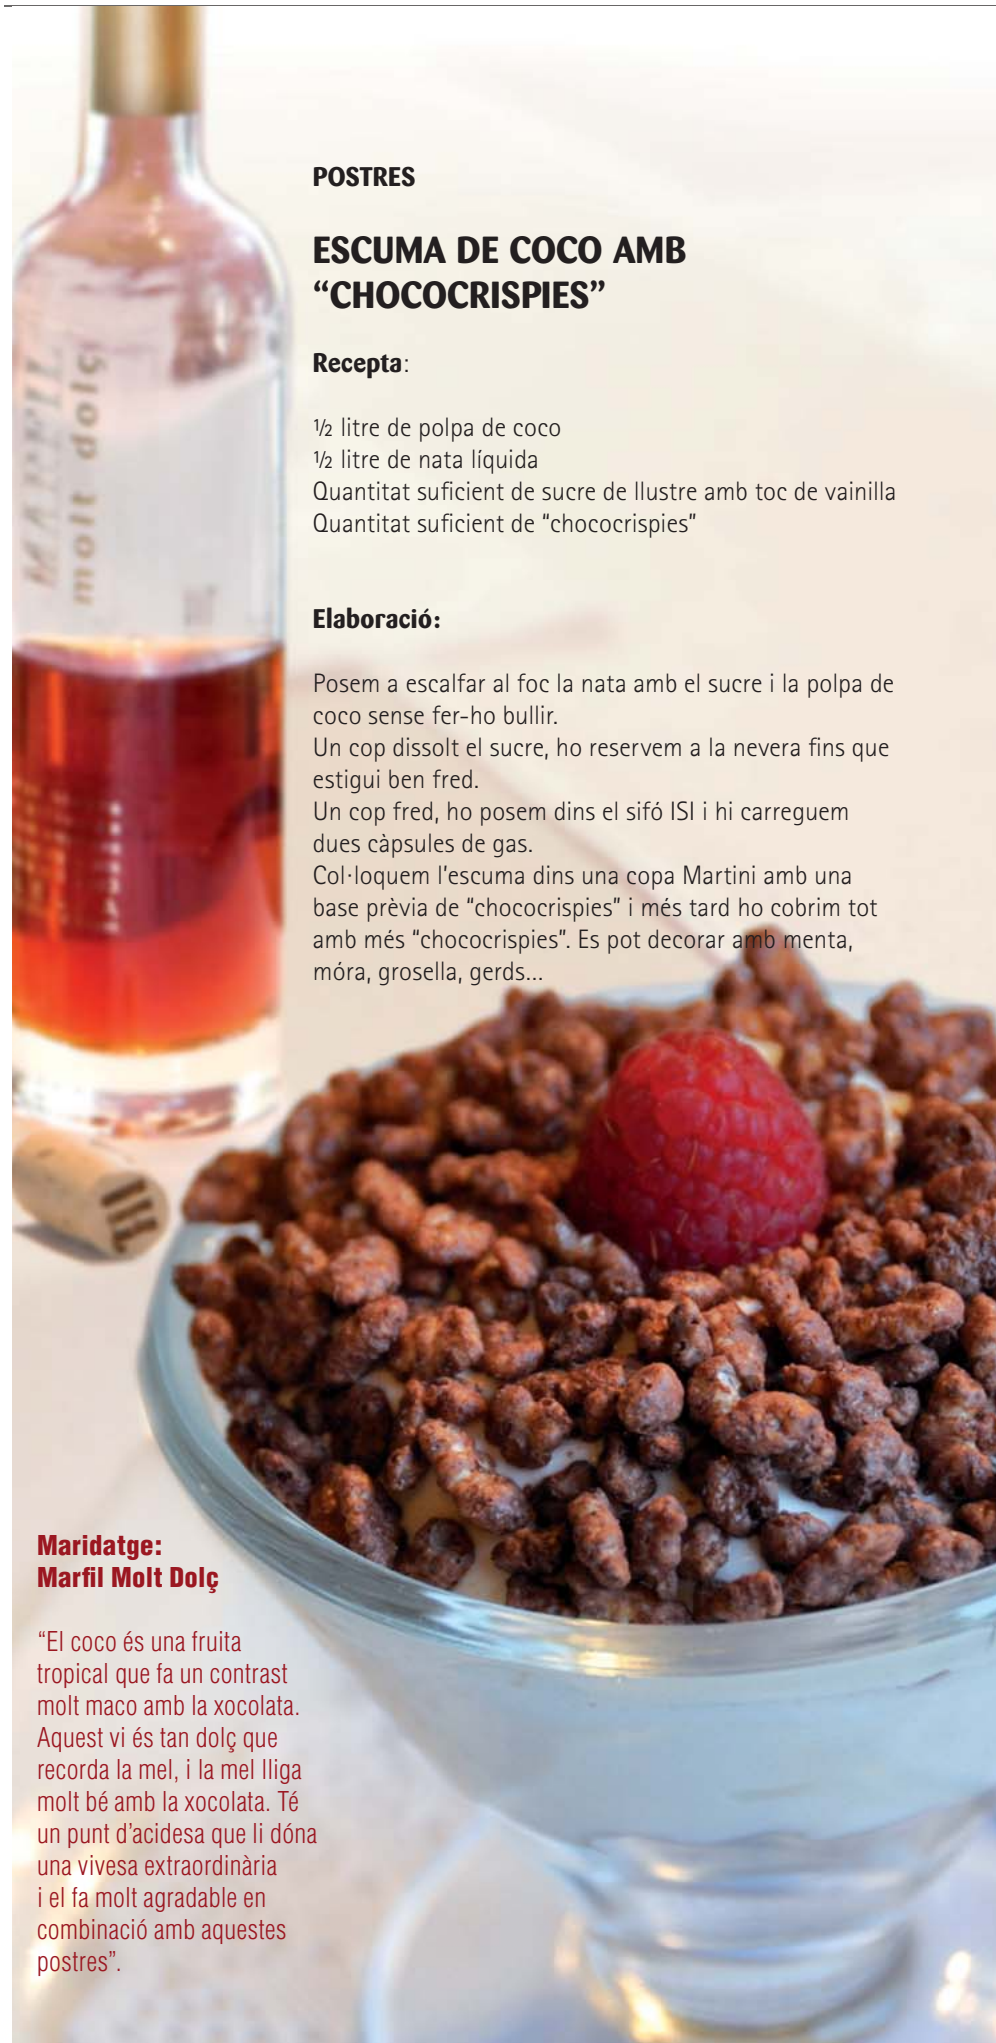 POSTRES
ESCUMA DE COCO AMB
“CHOCOCRISPIES”
Recepta:
½ litre de polpa de coco
½ litre de nata líquida
Quantitat suficient de sucre de llustre amb toc de vainilla
Quantitat suficient de “chococrispies”
Elaboració:
Posem a escalfar al foc la nata amb el sucre i la polpa de
coco sense fer-ho bullir.
Un cop dissolt el sucre, ho reservem a la nevera fins que
estigui ben fred.
Un cop fred, ho posem dins el sifó ISI i hi carreguem
dues càpsules de gas.
Col·loquem l’escuma dins una copa Martini amb una
base prèvia de “chococrispies” i més tard ho cobrim tot
amb més “chococrispies”. Es pot decorar amb menta,
móra, grosella, gerds...
MARFIL
molt dolç
Maridatge:
Marfil Molt Dolç
“El coco és una fruita
tropical que fa un contrast
molt maco amb la xocolata.
Aquest vi és tan dolç que
recorda la mel, i la mel lliga
molt bé amb la xocolata. Té
un punt d’acidesa que li dóna
una vivesa extraordinària
i el fa molt agradable en
combinació amb aquestes
postres”.